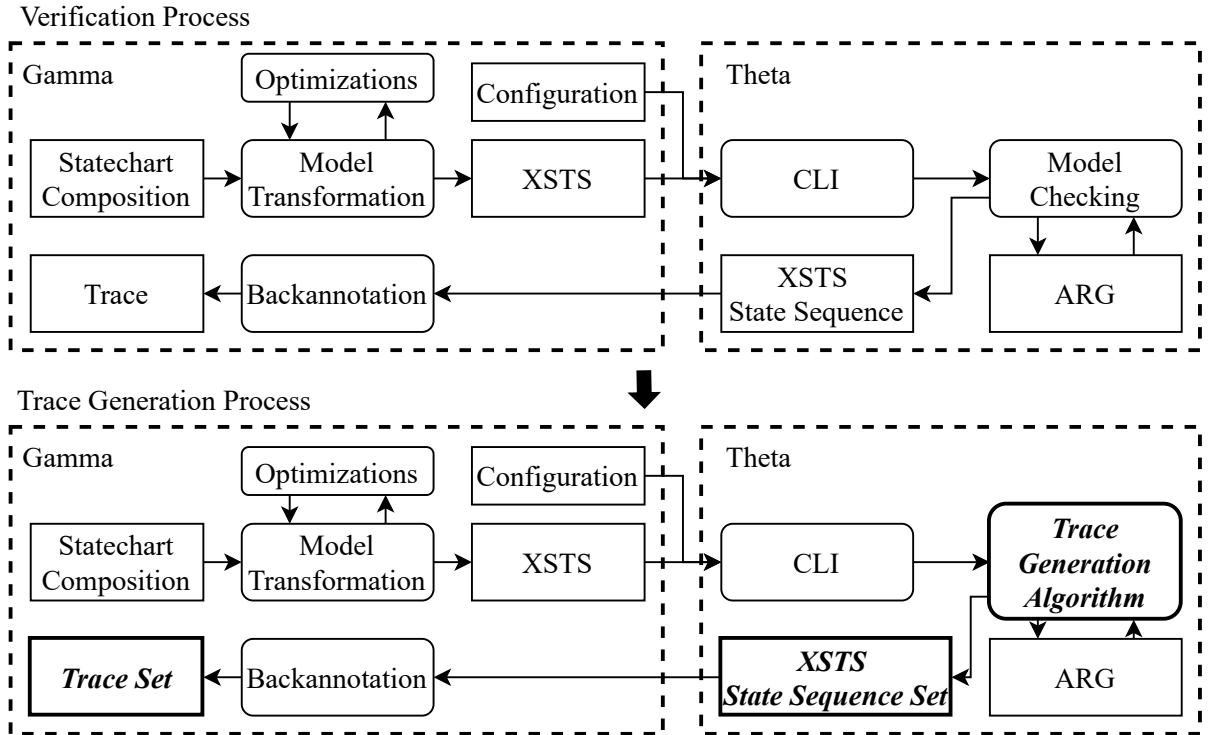 Verification Process
Gamma
Optimizations
Configuration
Theta
Statechart
Composition
Model
Transformation
XSTS
CLI
Model
Checking
Trace
Backannotation
XSTS
State Sequence
ARG
Trace Generation Process
Gamma
Optimizations
Configuration
Theta
Statechart
Composition
Model
Transformation
XSTS
CLI
Trace
Generation
Algorithm
Trace Set
Backannotation
XSTS
State Sequence Set
ARG